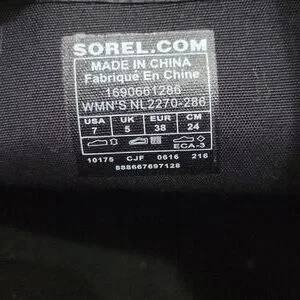 SOREL.COM
MADE IN CHINA
Fabriqué En Chine
1690661286
WMN'S NL2270-286
USA UK EUR CM
7 5 38 24
ECA-3
10175 CJF 0616 216
888667697128